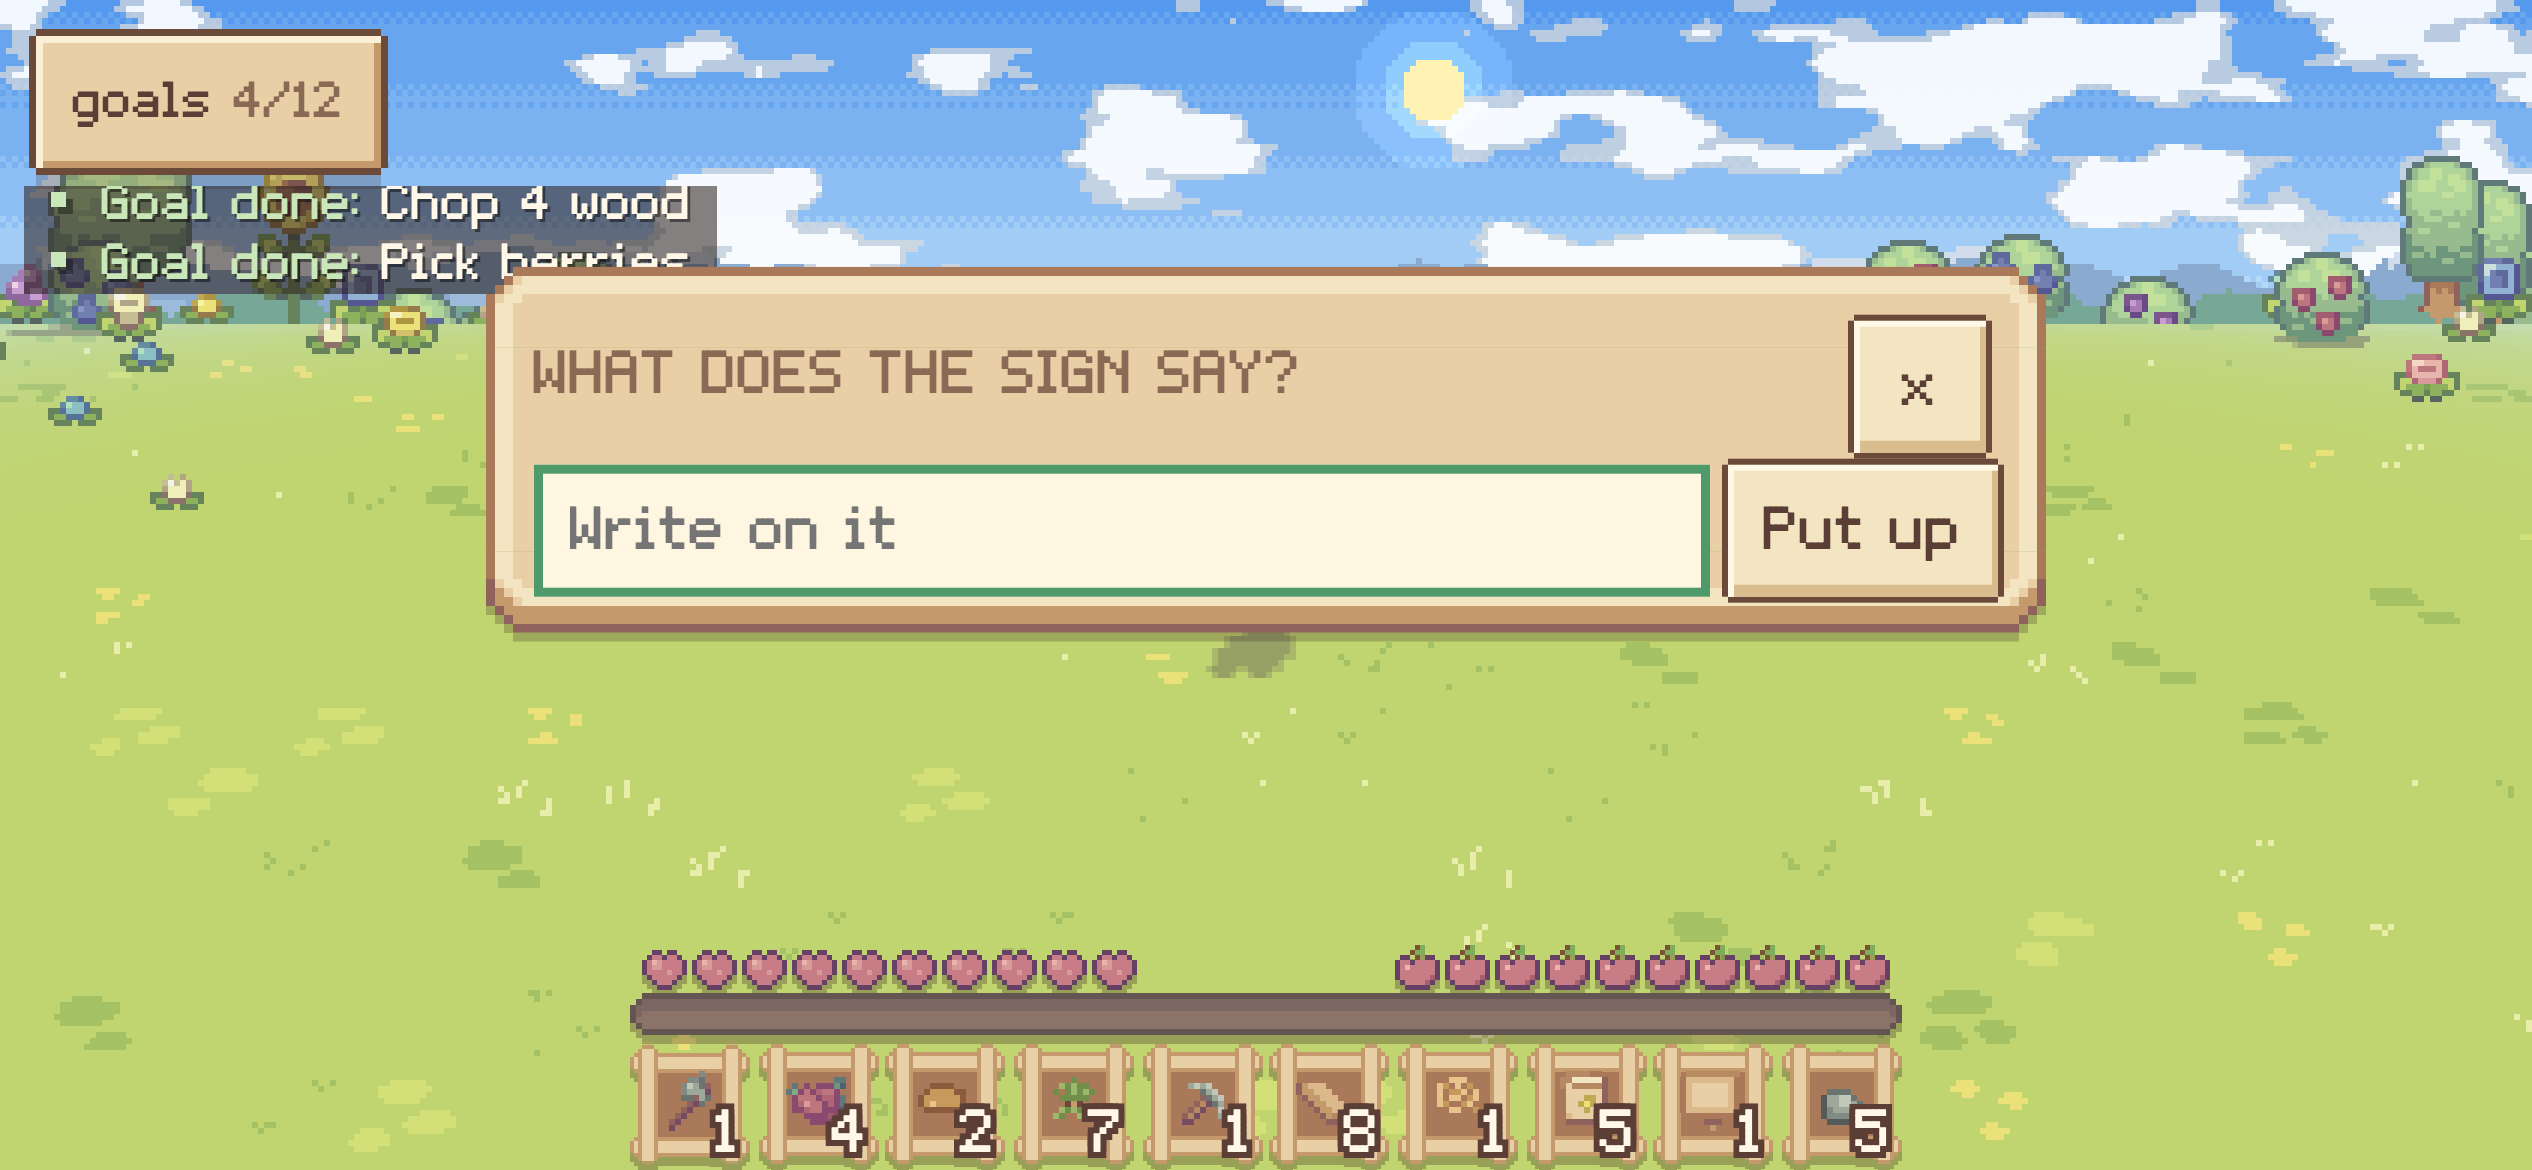 goals 4/12
Goal done: Chop 4 wood
Goal done: Pick berries
WHAT DOES THE SIGN SAY?
x
Write on it
Put up
1 4 2 7 1 8 1 5 1 5